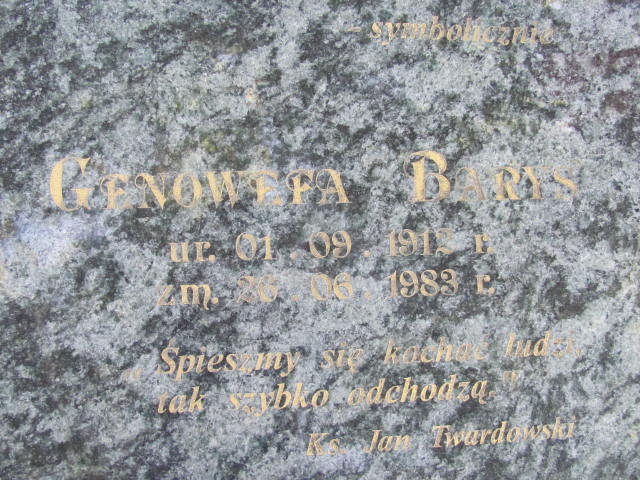 - symbolicznie
GENOWEFA BARYS
ur. 01. 09. 1912 r.
zm. 26. 06. 1983 r.
„ Śpieszmy się kochać ludzi,
tak szybko odchodzą."
Ks. Jan Twardowski